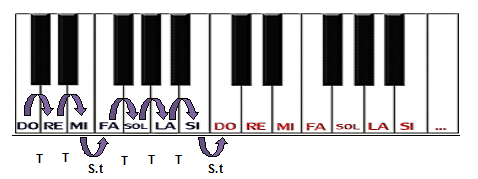 DO RE MI FA SOL LA SI DO RE MI FA SOL LA SI ...
T T S.t T T T S.t